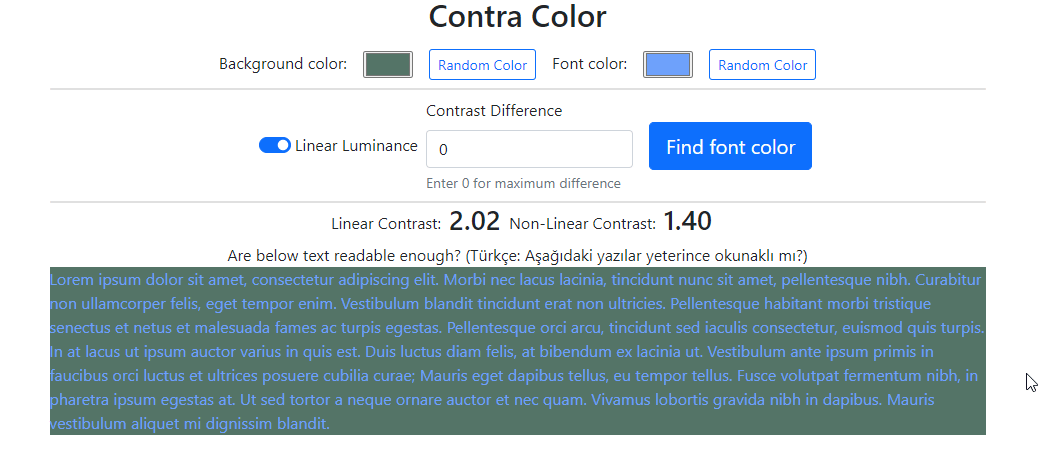 Contra Color
Background color: Random Color Font color: Random Color
Contrast Difference
Linear Luminance 0 Find font color
Enter 0 for maximum difference
Linear Contrast: 2.02 Non-Linear Contrast: 1.40
Are below text readable enough? (Türkçe: Aşağıdaki yazılar yeterince okunaklı mı?)
Lorem ipsum dolor sit amet, consectetur adipiscing elit. Morbi nec lacus lacinia, tincidunt nunc sit amet, pellentesque nibh. Curabitur
non ullamcorper felis, eget tempor enim. Vestibulum blandit tincidunt erat non ultricies. Pellentesque habitant morbi tristique
senectus et netus et malesuada fames ac turpis egestas. Pellentesque orci arcu, tincidunt sed iaculis consectetur, euismod quis turpis.
In at lacus ut ipsum auctor varius in quis est. Duis luctus diam felis, at bibendum ex lacinia ut. Vestibulum ante ipsum primis in
faucibus orci luctus et ultrices posuere cubilia curae; Mauris eget dapibus tellus, eu tempor tellus. Fusce volutpat fermentum nibh, in
pharetra ipsum egestas at. Ut sed tortor a neque ornare auctor et nec quam. Vivamus lobortis gravida nibh in dapibus. Mauris
vestibulum aliquet mi dignissim blandit.